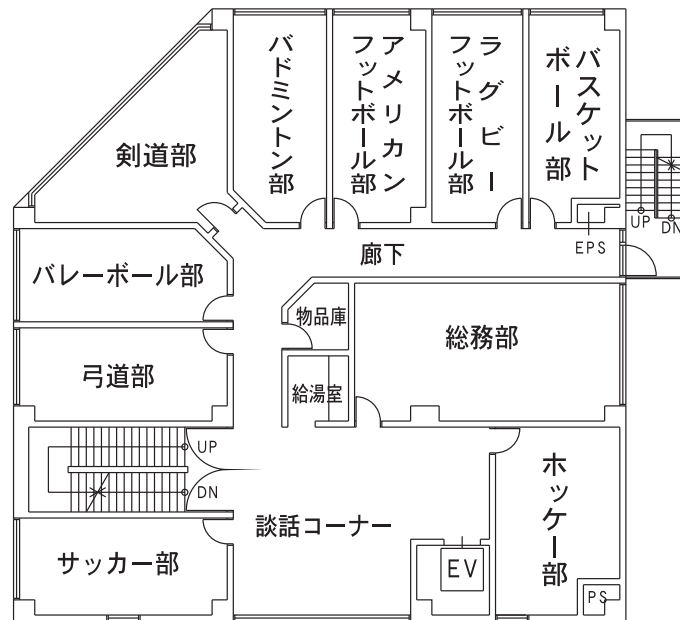 剣道部
バドミントン部
アメリカン
フットボール部
ラグビー
フットボール部
バスケット
ボール部
UP
DN
EPS
廊下
バレーボール部
物品庫
総務部
弓道部
給湯室
UP
DN
談話コーナー
ホッケー部
サッカー部
EV
PS